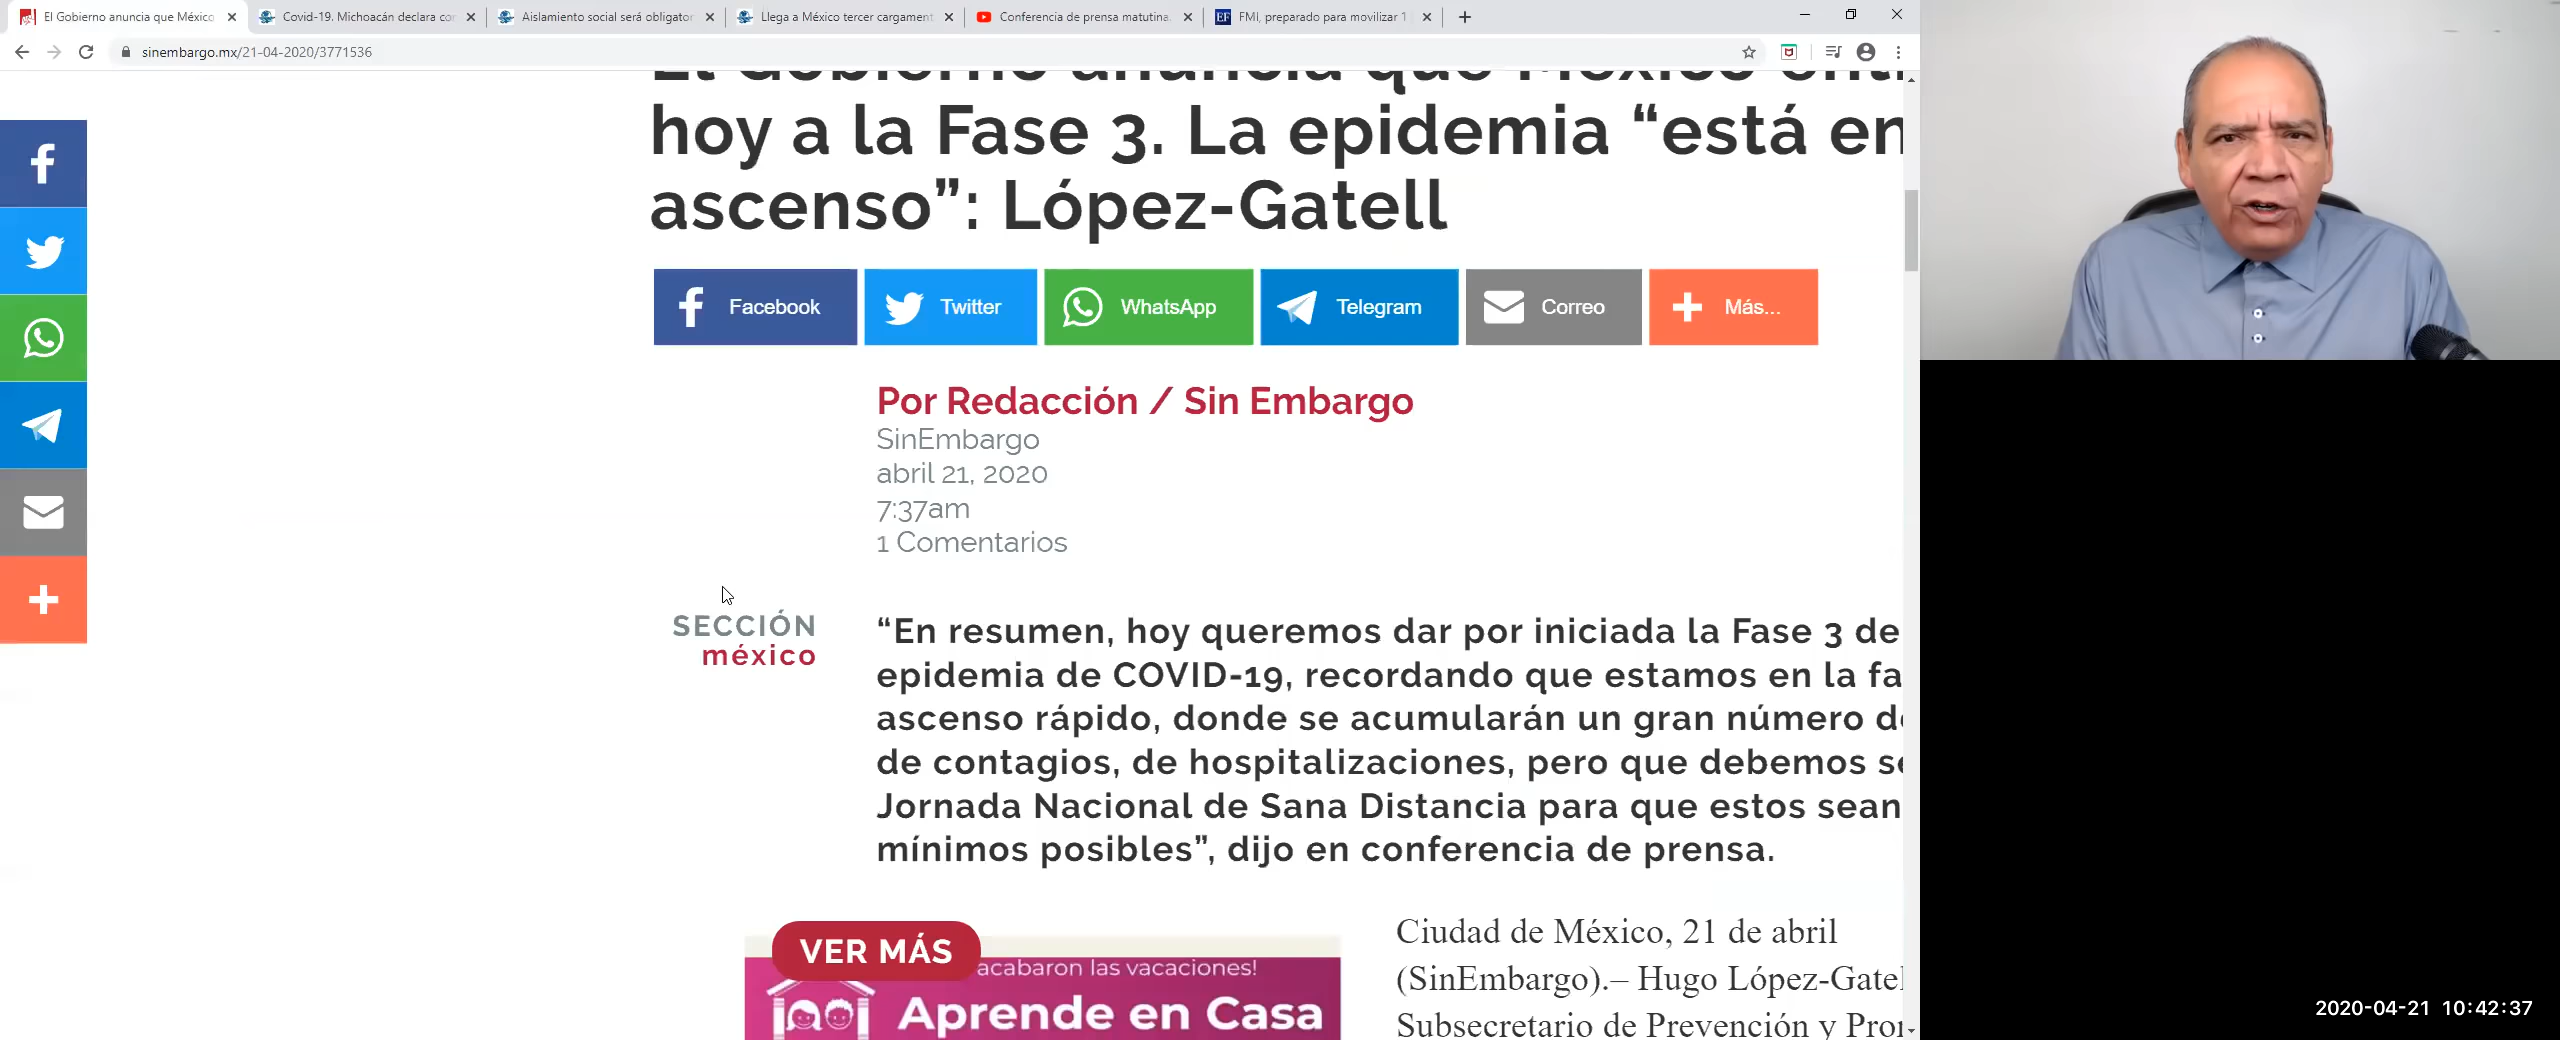 El Gobierno anuncia que México
Covid-19. Michoacán declara co
Aislamiento social será obligator
Llega a México tercer cargament
Conferencia de prensa matutina.
EF
FMI, preparado para movilizar 1
sinembargo.mx/21-04-2020/3771536
El Gobierno anuncia que México
hoy a la Fase 3. La epidemia “está en
ascenso”: López-Gatell
Facebook
Twitter
WhatsApp
Telegram
Correo
Más...
Por Redacción / Sin Embargo
SinEmbargo
abril 21, 2020
7:37am
1 Comentarios
SECCIÓN
méxico
“En resumen, hoy queremos dar por iniciada la Fase 3 de
epidemia de COVID-19, recordando que estamos en la fa
ascenso rápido, donde se acumularán un gran número d
de contagios, de hospitalizaciones, pero que debemos s
Jornada Nacional de Sana Distancia para que estos sean
mínimos posibles”, dijo en conferencia de prensa.
VER MÁS
acabaron las vacaciones!
Aprende en Casa
Ciudad de México, 21 de abril
(SinEmbargo).– Hugo López-Gatel
Subsecretario de Prevención y Pro
2020-04-21 10:42:37